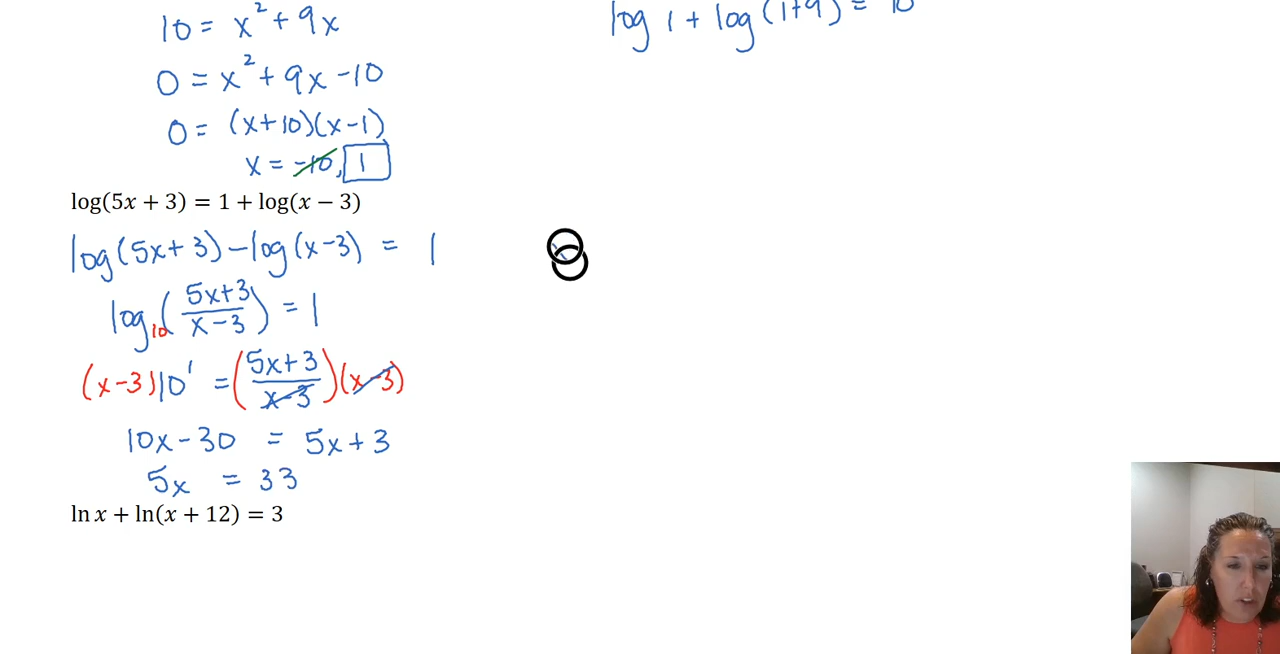 10 = x² + 9x
log 1 + log(1+9) = 10
0 = x² + 9x - 10
0 = (x+10)(x-1)
x = -10, 1
log(5x + 3) = 1 + log(x − 3)
log(5x+3) - log(x-3) = 1
log₁₀(5x+3/x-3) = 1
(x-3)10¹ = (5x+3/x-3)(x-3)
10x - 30 = 5x + 3
5x = 33
ln x + ln(x + 12) = 3